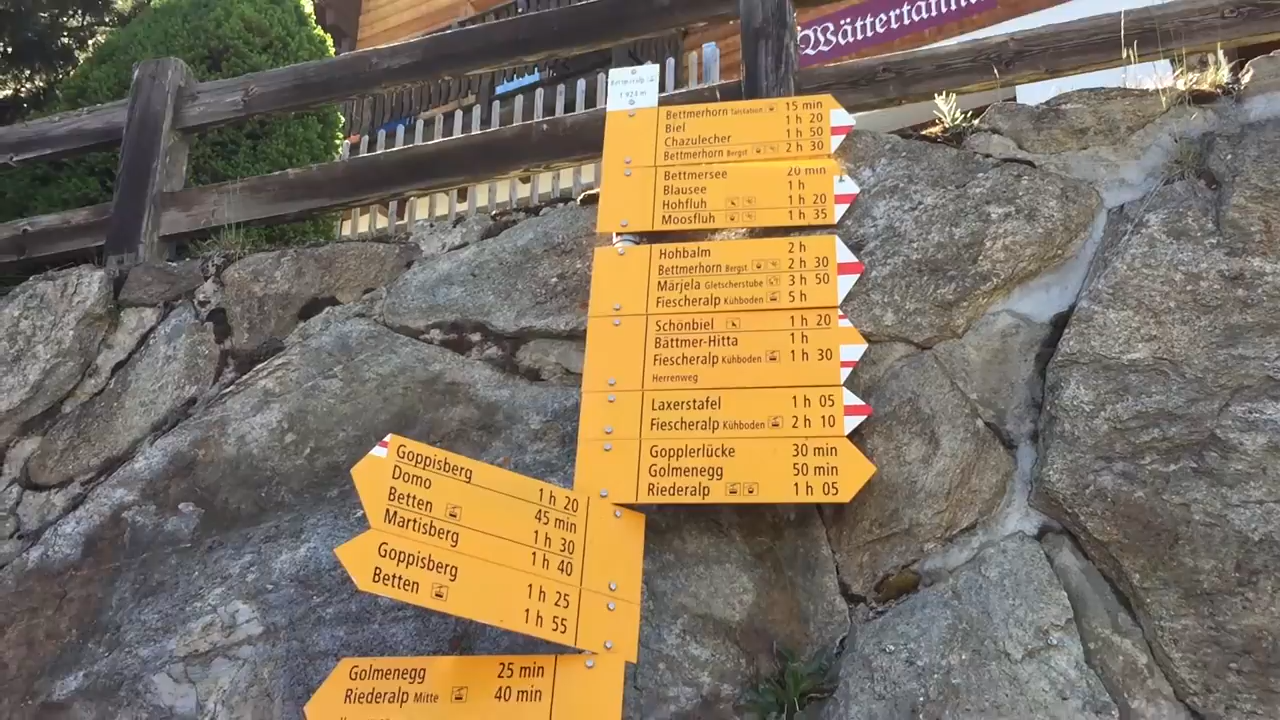 Wättertanna
1 924 m
Bettmerhorn Talstation 15 min
Biel 1 h 20
Chazulecher 1 h 50
Bettmerhorn Bergst 2 h 30
Bettmersee 20 min
Blausee 1 h
Hohfluh 1 h 20
Moosfluh 1 h 35
Hohbalm 2 h
Bettmerhorn Bergst. 2 h 30
Märjela Gletscherstube 3 h 50
Fiescheralp Kühboden 5 h
Schönbiel 1 h 20
Bättmer-Hitta 1 h
Fiescheralp Kühboden 1 h 30
Herrenweg
Laxerstafel 1 h 05
Fiescheralp Kühboden 2 h 10
Gopplerlücke 30 min
Golmenegg 50 min
Riederalp 1 h 05
Goppisberg 1 h 20
Domo 45 min
Betten 1 h 30
Martisberg 1 h 40
Goppisberg 1 h 25
Betten 1 h 55
Golmenegg 25 min
Riederalp Mitte 40 min